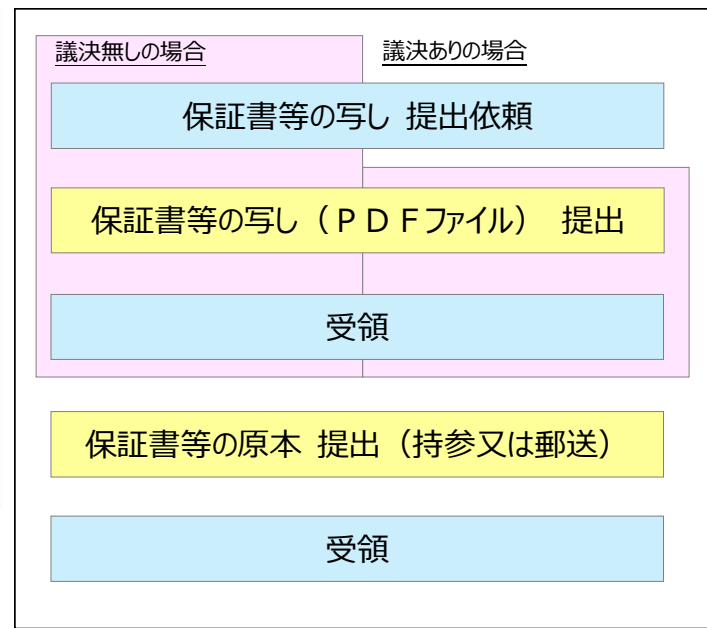 議決無しの場合
議決ありの場合
保証書等の写し 提出依頼
保証書等の写し（ＰＤＦファイル） 提出
受領
保証書等の原本 提出（持参又は郵送）
受領